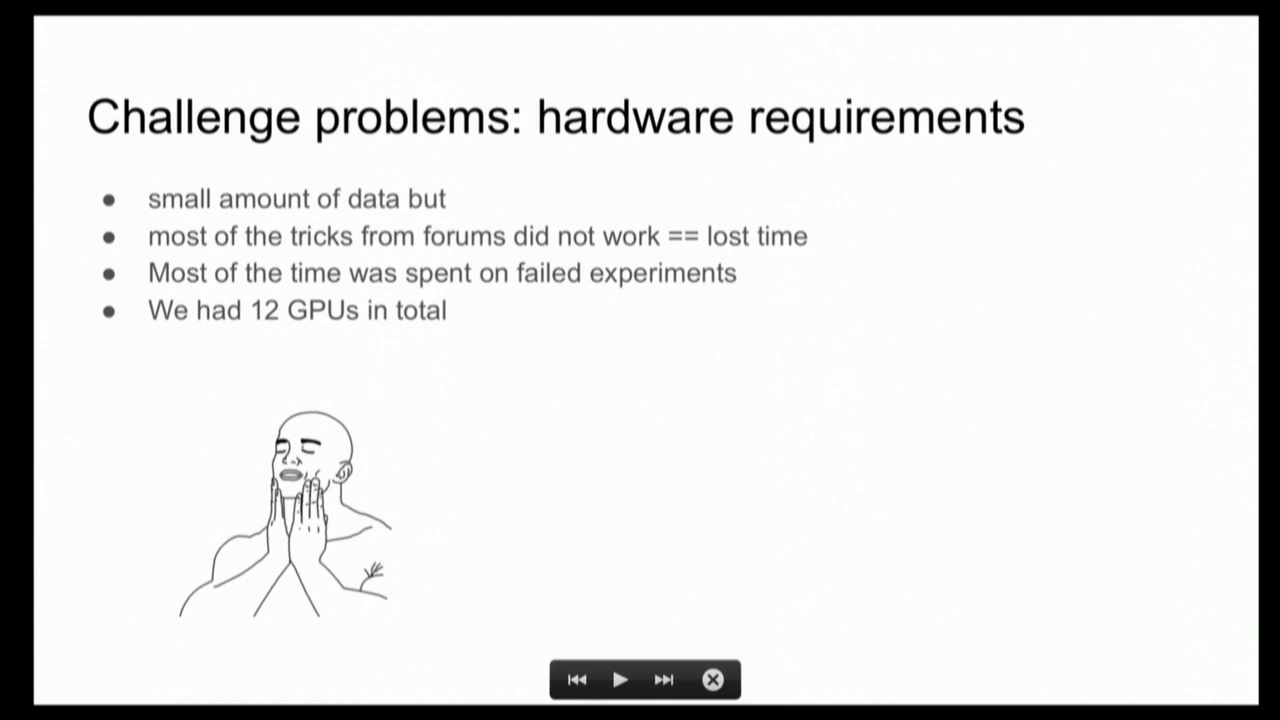 Challenge problems: hardware requirements
● small amount of data but
● most of the tricks from forums did not work == lost time
● Most of the time was spent on failed experiments
● We had 12 GPUs in total